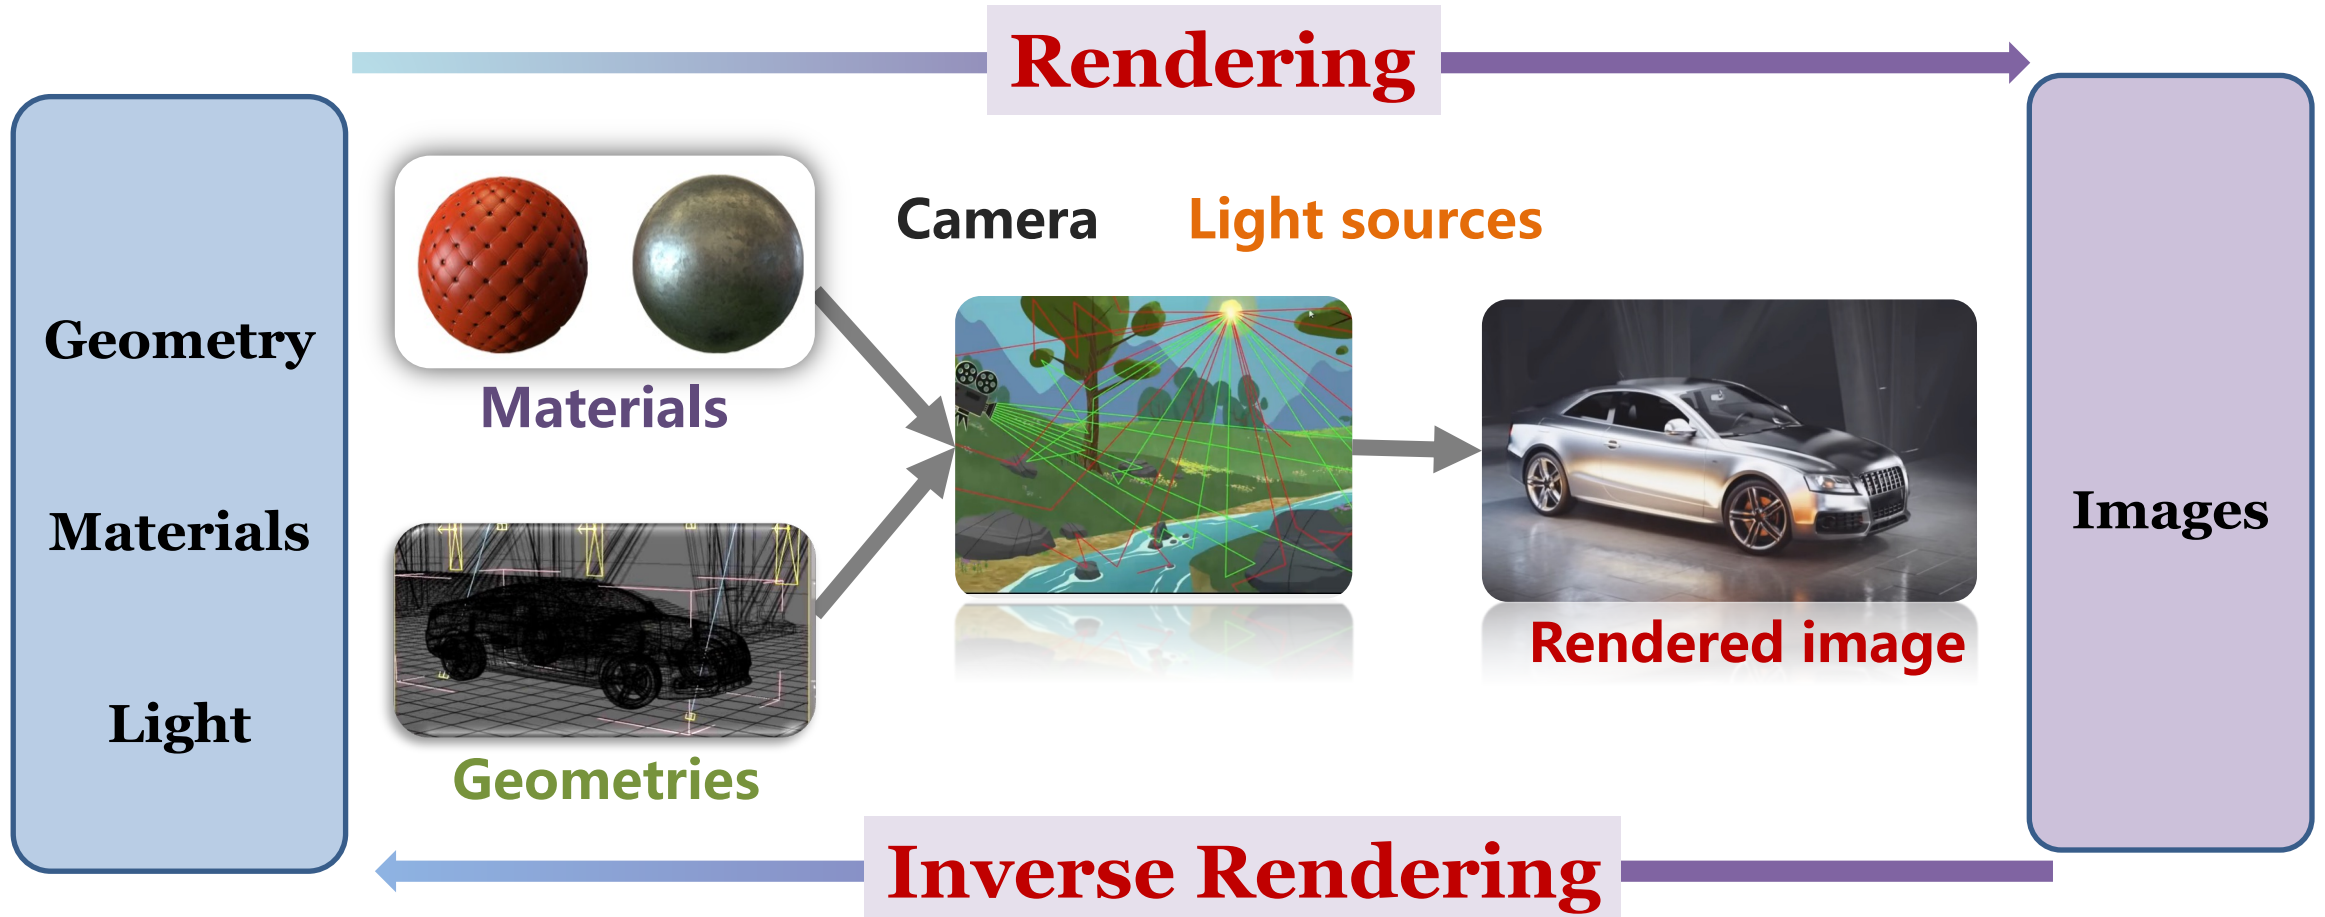 Rendering
Geometry
Materials
Light
Materials
Geometries
Camera
Light sources
Rendered image
Images
Inverse Rendering